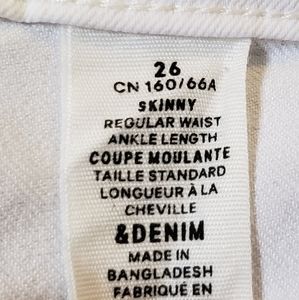 26
CN 160/66A
SKINNY
REGULAR WAIST
ANKLE LENGTH
COUPE MOULANTE
TAILLE STANDARD
LONGUEUR À LA
CHEVILLE
&DENIM
MADE IN
BANGLADESH
FABRIQUÉ EN